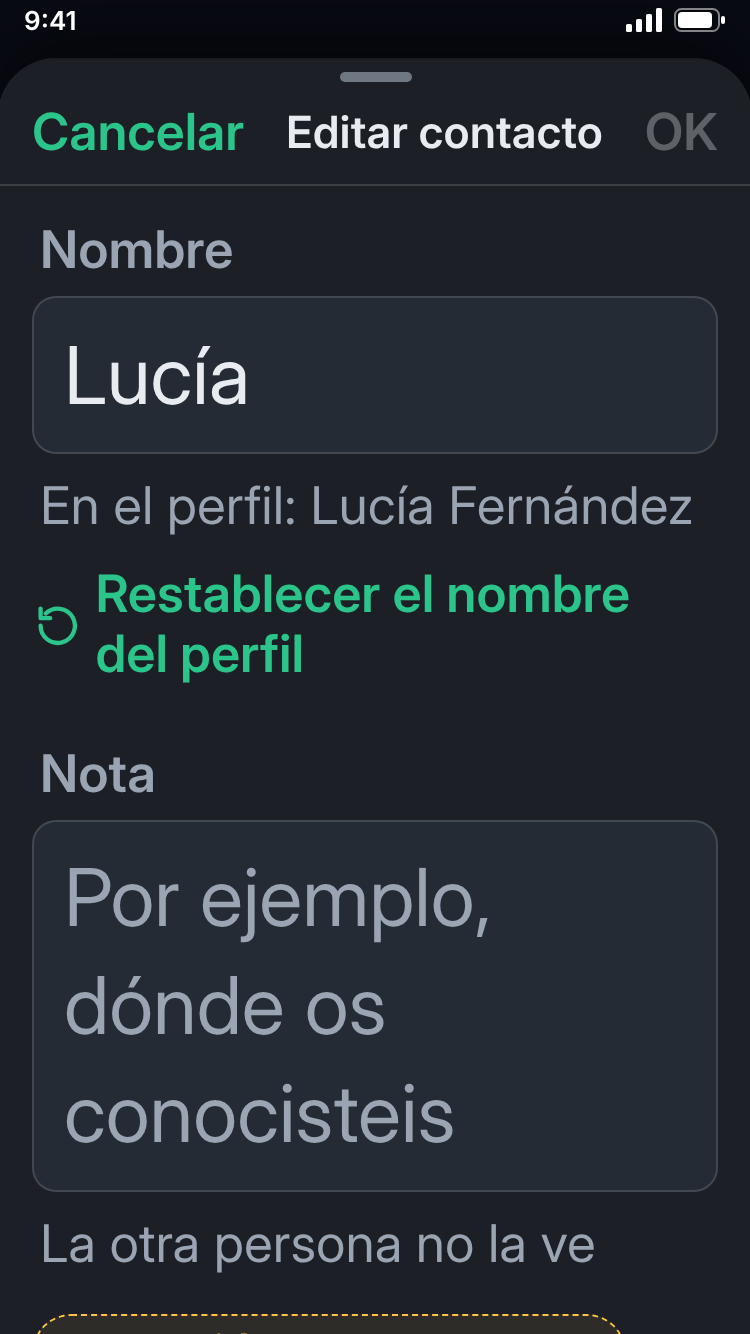 9:41
Cancelar Editar contacto OK
Nombre
Lucía
En el perfil: Lucía Fernández
Restablecer el nombre
del perfil
Nota
Por ejemplo,
dónde os
conocisteis
La otra persona no la ve